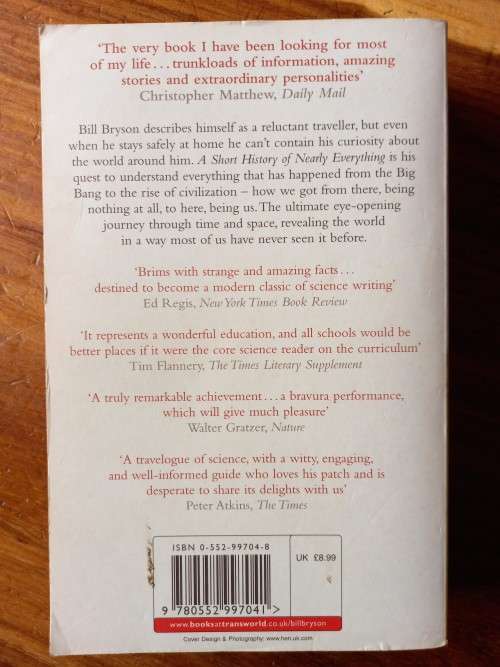 ‘The very book I have been looking for most
of my life... trunkloads of information, amazing
stories and extraordinary personalities’
Christopher Matthew, Daily Mail
Bill Bryson describes himself as a reluctant traveller, but even
when he stays safely at home he can’t contain his curiosity about
the world around him. A Short History of Nearly Everything is his
quest to understand everything that has happened from the Big
Bang to the rise of civilization – how we got from there, being
nothing at all, to here, being us. The ultimate eye-opening
journey through time and space, revealing the world
in a way most of us have never seen it before.
‘Brims with strange and amazing facts...
destined to become a modern classic of science writing’
Ed Regis, New York Times Book Review
‘It represents a wonderful education, and all schools would be
better places if it were the core science reader on the curriculum’
Tim Flannery, The Times Literary Supplement
‘A truly remarkable achievement...a bravura performance,
which will give much pleasure’
Walter Gratzer, Nature
‘A travelogue of science, with a witty, engaging,
and well-informed guide who loves his patch and is
desperate to share its delights with us’
Peter Atkins, The Times
ISBN 0-552-99704-8
UK £8.99
9 780552 997041 >
www.booksattransworld.co.uk/billbryson
Cover Design & Photography: www.hen.uk.com